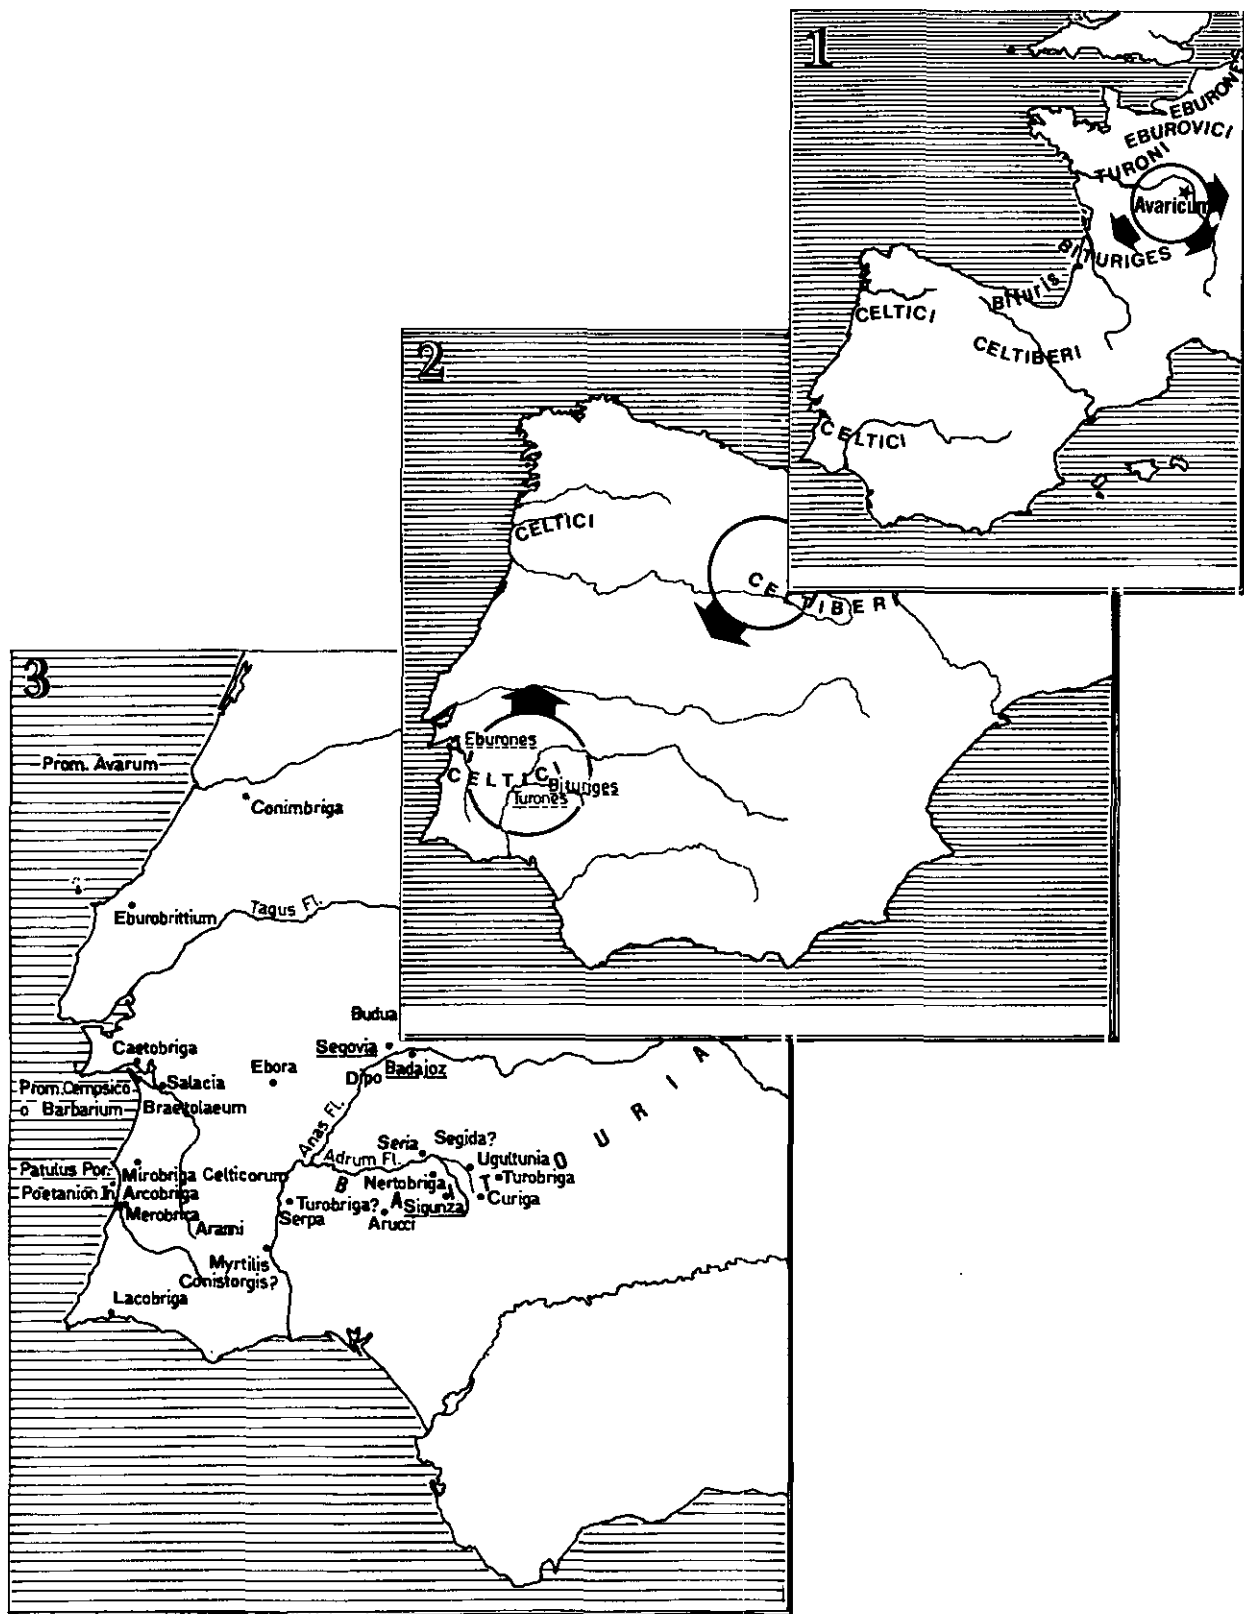 1
EBURONES
EBUROVICI
TURONI
Avaricum
BITURIGES
Bituris
CELTICI
CELTIBERI
CELTICI
2
CELTICI
CELTIBERI
Eburones
CELTICI
Bituriges
Turones
3
Prom. Avarum
Conimbriga
Eburobrittium
Tagus Fl.
Budua
Segovia
Badajoz
Dipo
Caetobriga
Ebora
Salacia
Prom. Cempsico
o Barbarium
Braetolaeum
Anas Fl.
Adrum Fl.
Seria
Segida?
Ugultunia
Turobriga
Curiga
Nertobriga
Sigunza
BAITOURIA
Patulus Por.
Mirobriga Celticorum
Poetanion In.
Arcobriga
Merobrica
Turobriga?
Serpa
Arucci
Aranni
Myrtilis
Conistorgis?
Lacobriga